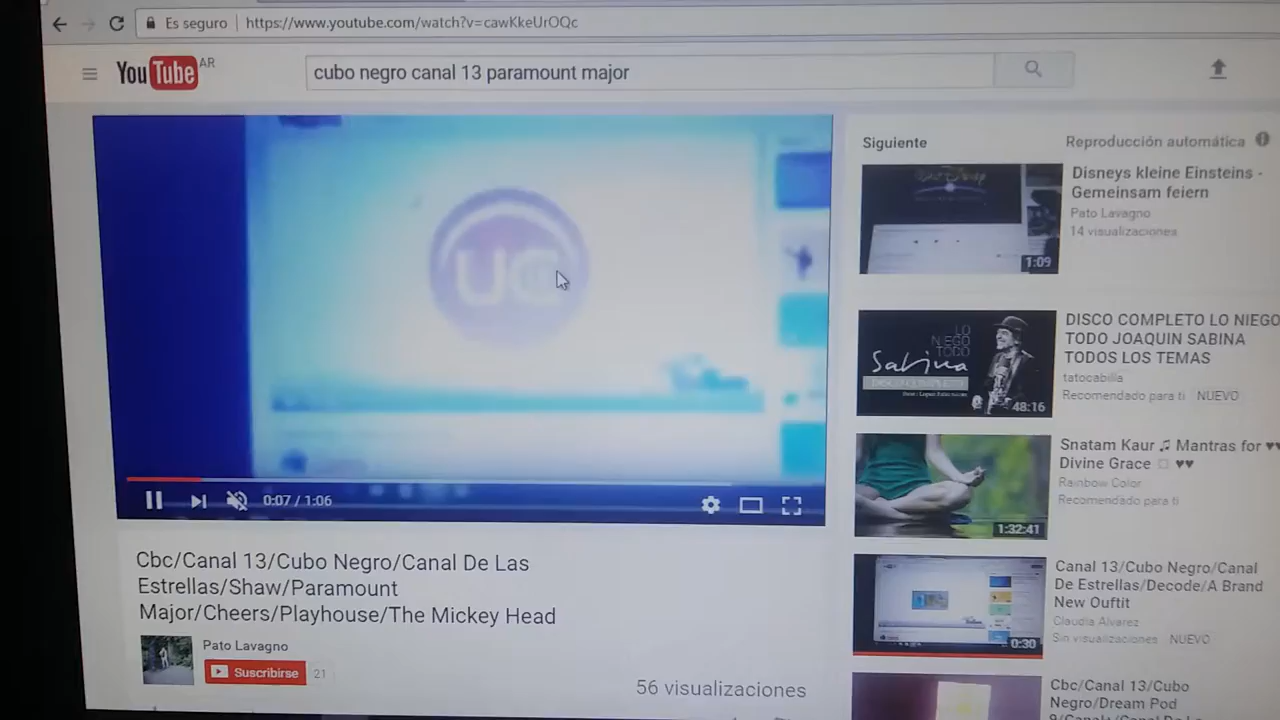 Es seguro
https://www.youtube.com/watch?v=cawKkeUrOQc
YouTube AR
cubo negro canal 13 paramount major
UC
0:07 / 1:06
Cbc/Canal 13/Cubo Negro/Canal De Las
Estrellas/Shaw/Paramount
Major/Cheers/Playhouse/The Mickey Head
Pato Lavagno
Suscribirse 21
56 visualizaciones
Siguiente
Reproducción automática
Disneys kleine Einsteins -
Gemeinsam feiern
Pato Lavagno
14 visualizaciones
1:09
DISCO COMPLETO LO NIEGO
TODO JOAQUIN SABINA
TODOS LOS TEMAS
tatocabilla
Recomendado para ti NUEVO
LO
NIEGO
TODO
Sabina
48:16
Snatam Kaur ♫ Mantras for ♥♥
Divine Grace □ ♥♥
Rainbow Color
Recomendado para ti
1:32:41
Canal 13/Cubo Negro/Canal
De Estrellas/Decode/A Brand
New Ouftit
Claudia Alvarez
Sin visualizaciones NUEVO
0:30
Cbc/Canal 13/Cubo
Negro/Dream Pod